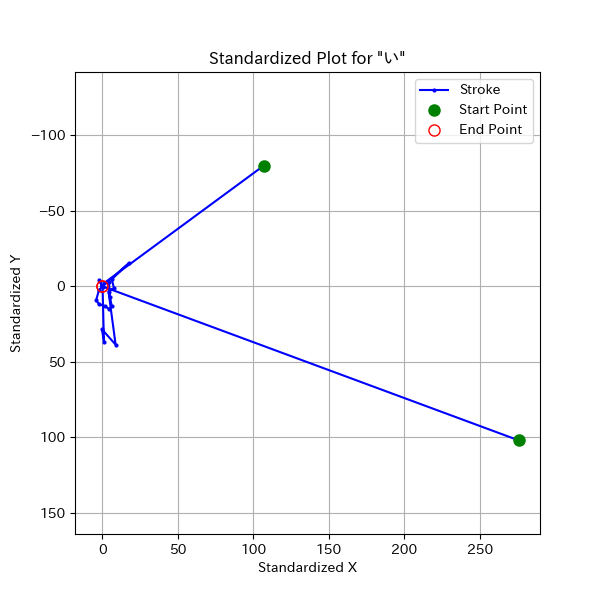 Standardized Plot for "い"
Stroke
Start Point
End Point
Standardized Y
−100
−50
0
50
100
150
0 50 100 150 200 250
Standardized X